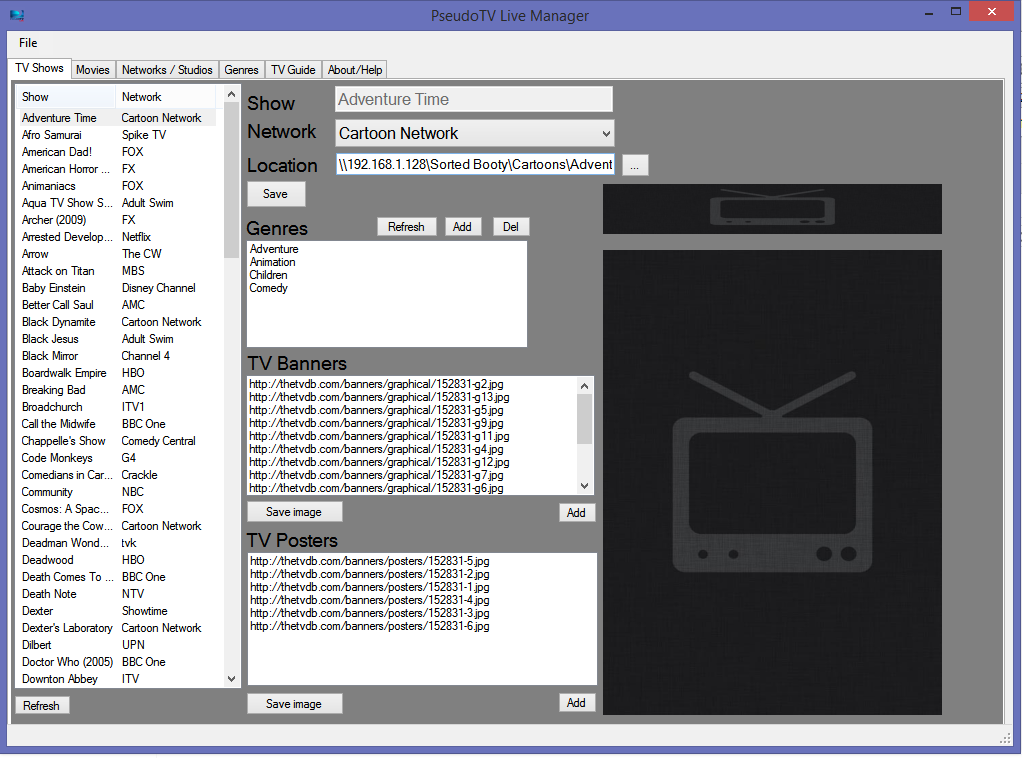 PseudoTV Live Manager
File
TV Shows Movies Networks / Studios Genres TV Guide About/Help
Show Network
Adventure Time Cartoon Network
Afro Samurai Spike TV
American Dad! FOX
American Horror ... FX
Animaniacs FOX
Aqua TV Show S... Adult Swim
Archer (2009) FX
Arrested Develop... Netflix
Arrow The CW
Attack on Titan MBS
Baby Einstein Disney Channel
Better Call Saul AMC
Black Dynamite Cartoon Network
Black Jesus Adult Swim
Black Mirror Channel 4
Boardwalk Empire HBO
Breaking Bad AMC
Broadchurch ITV1
Call the Midwife BBC One
Chappelle's Show Comedy Central
Code Monkeys G4
Comedians in Car... Crackle
Community NBC
Cosmos: A Spac... FOX
Courage the Cow... Cartoon Network
Deadman Wond... tvk
Deadwood HBO
Death Comes To ... BBC One
Death Note NTV
Dexter Showtime
Dexter's Laboratory Cartoon Network
Dilbert UPN
Doctor Who (2005) BBC One
Downton Abbey ITV
Refresh
Show Adventure Time
Network Cartoon Network
Location \\192.168.1.128\Sorted Booty\Cartoons\Advent ...
Save
Genres Refresh Add Del
Adventure
Animation
Children
Comedy
TV Banners
http://thetvdb.com/banners/graphical/152831-g2.jpg
http://thetvdb.com/banners/graphical/152831-g13.jpg
http://thetvdb.com/banners/graphical/152831-g5.jpg
http://thetvdb.com/banners/graphical/152831-g9.jpg
http://thetvdb.com/banners/graphical/152831-g11.jpg
http://thetvdb.com/banners/graphical/152831-g4.jpg
http://thetvdb.com/banners/graphical/152831-g12.jpg
http://thetvdb.com/banners/graphical/152831-g7.jpg
http://thetvdb.com/banners/graphical/152831-g6.jpg
Save image Add
TV Posters
http://thetvdb.com/banners/posters/152831-5.jpg
http://thetvdb.com/banners/posters/152831-2.jpg
http://thetvdb.com/banners/posters/152831-1.jpg
http://thetvdb.com/banners/posters/152831-4.jpg
http://thetvdb.com/banners/posters/152831-3.jpg
http://thetvdb.com/banners/posters/152831-6.jpg
Save image Add